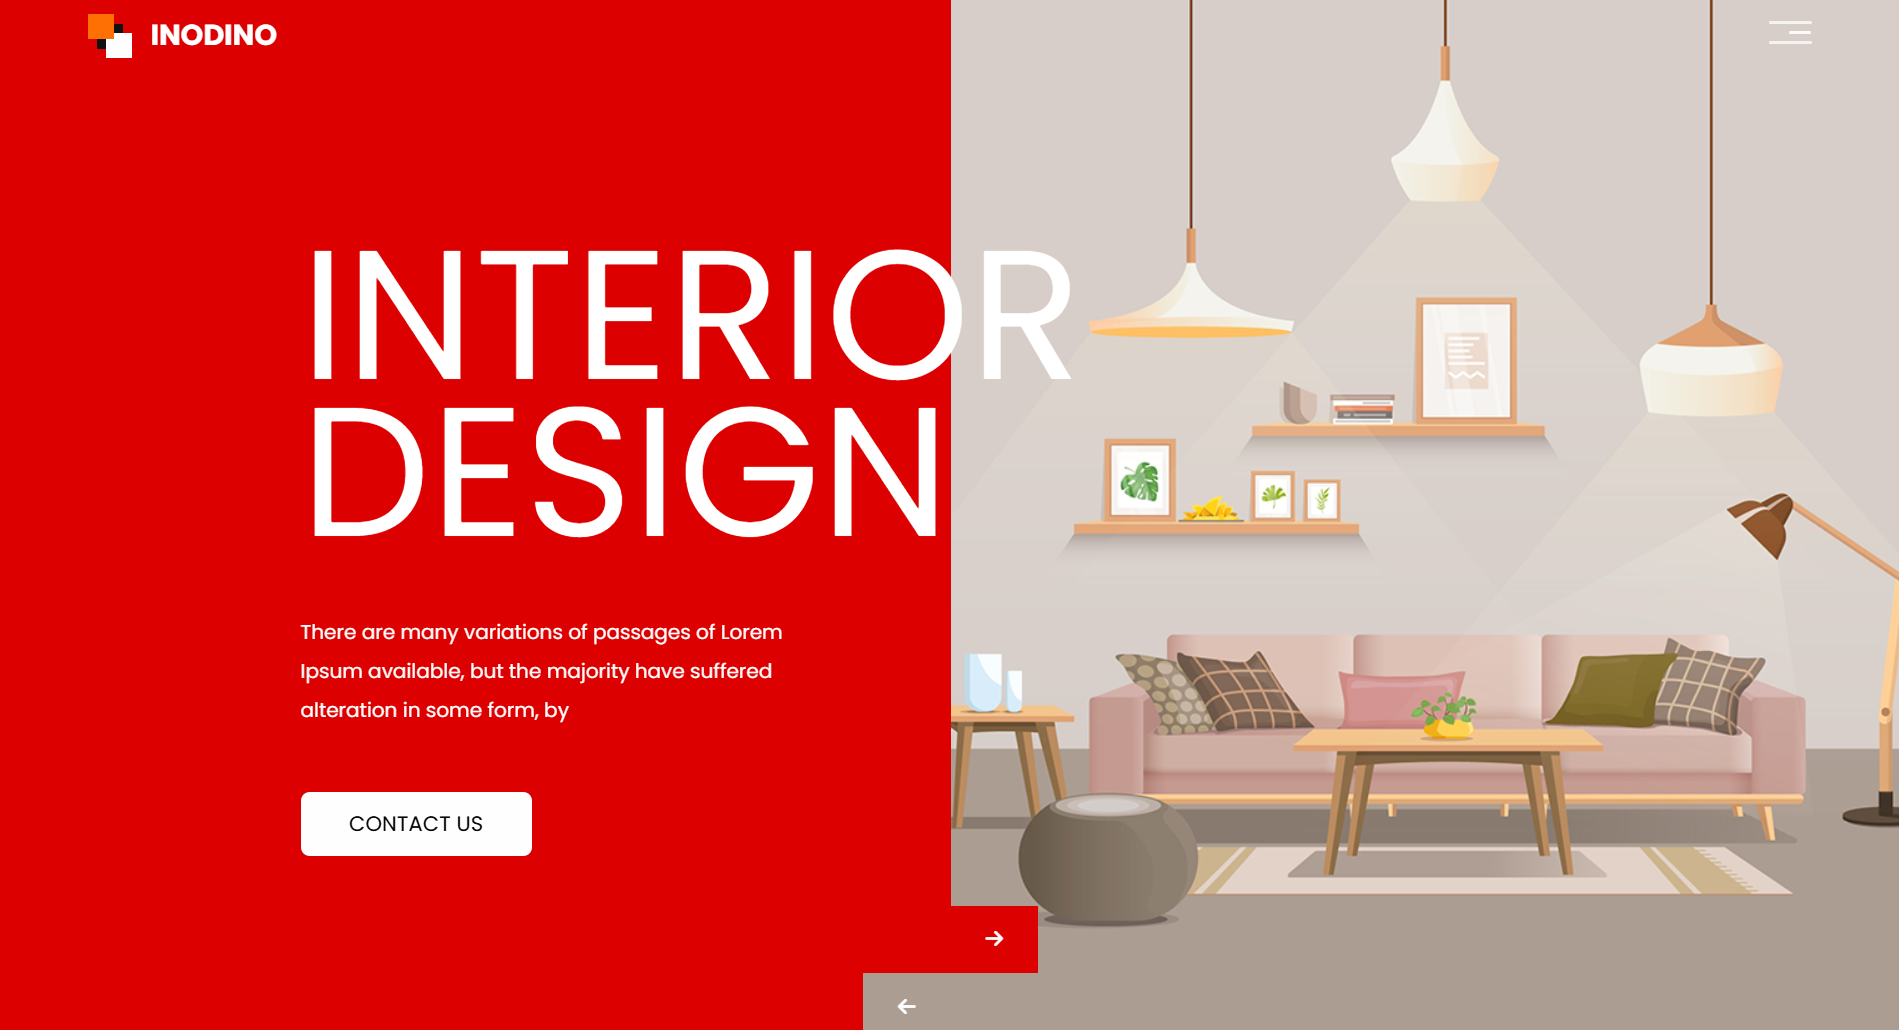 INODINO
INTERIOR
DESIGN
There are many variations of passages of Lorem
Ipsum available, but the majority have suffered
alteration in some form, by
CONTACT US